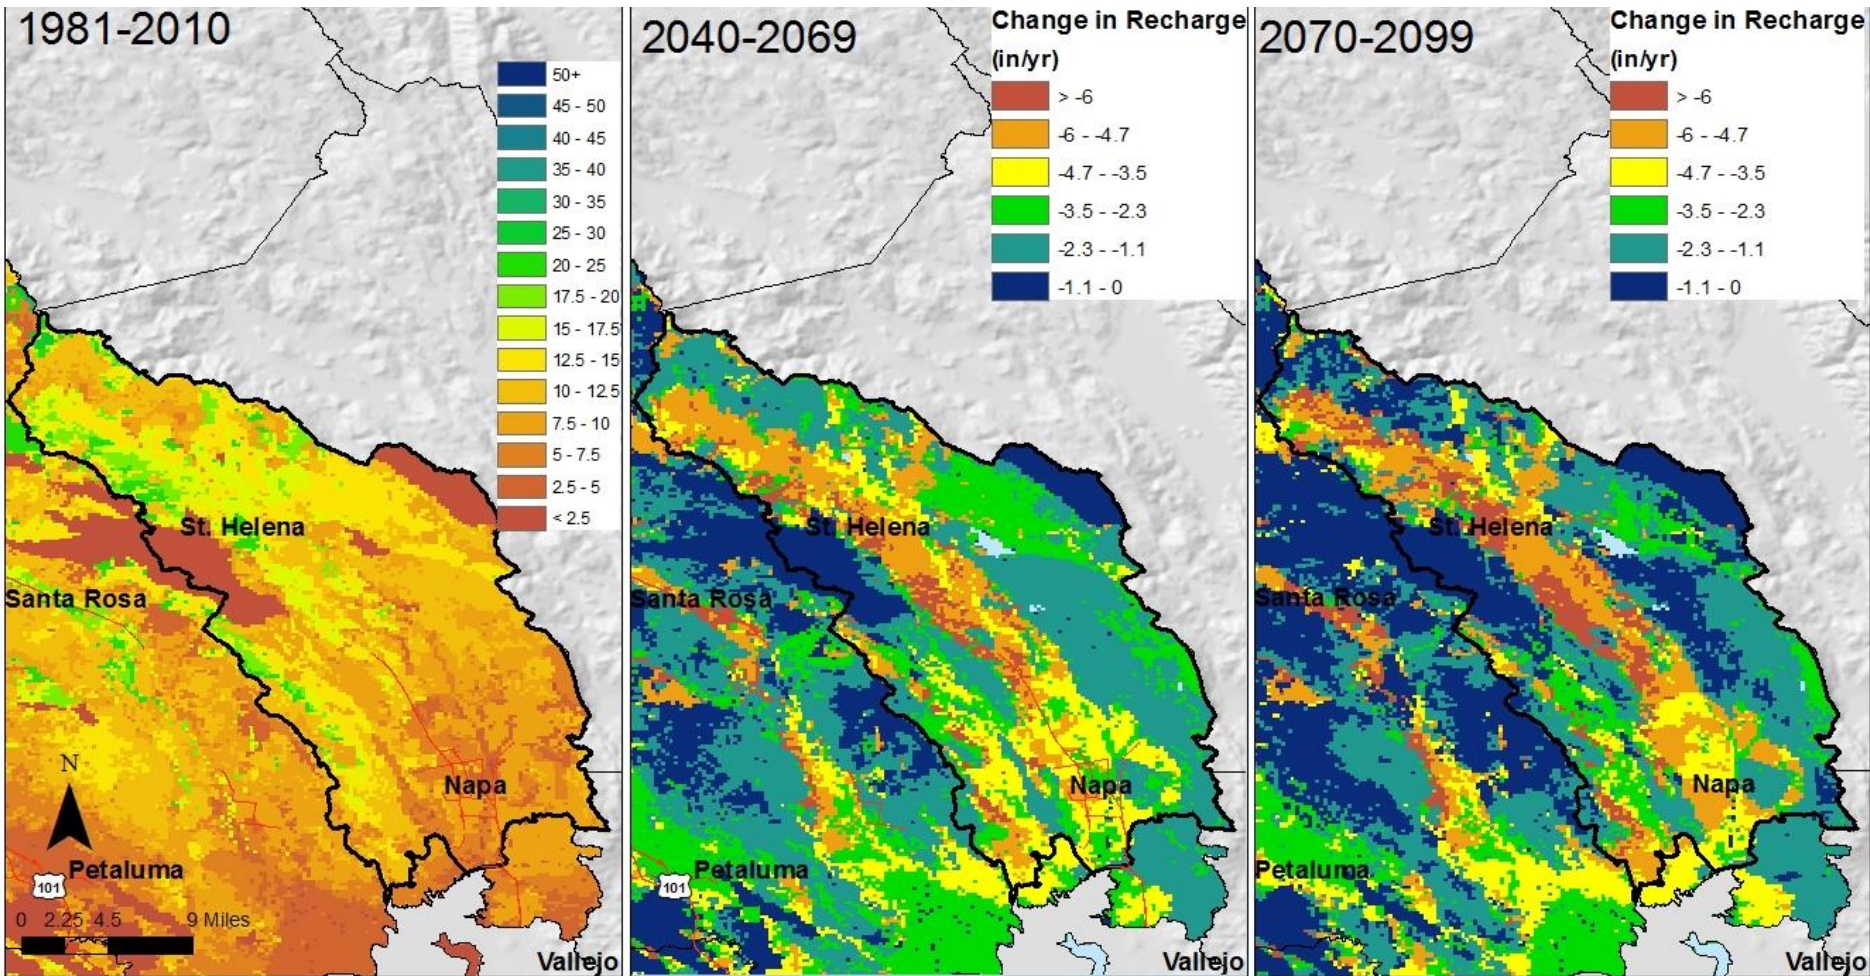 1981-2010
50+
45 - 50
40 - 45
35 - 40
30 - 35
25 - 30
20 - 25
17.5 - 20
15 - 17.5
12.5 - 15
10 - 12.5
7.5 - 10
5 - 7.5
2.5 - 5
< 2.5
St. Helena
Santa Rosa
Napa
N
Petaluma
101
0 2.25 4.5 9 Miles
Vallejo
2040-2069
Change in Recharge
(in/yr)
> -6
-6 - -4.7
-4.7 - -3.5
-3.5 - -2.3
-2.3 - -1.1
-1.1 - 0
St. Helena
Santa Rosa
Napa
Petaluma
101
Vallejo
2070-2099
Change in Recharge
(in/yr)
> -6
-6 - -4.7
-4.7 - -3.5
-3.5 - -2.3
-2.3 - -1.1
-1.1 - 0
St. Helena
Santa Rosa
Napa
Petaluma
Vallejo